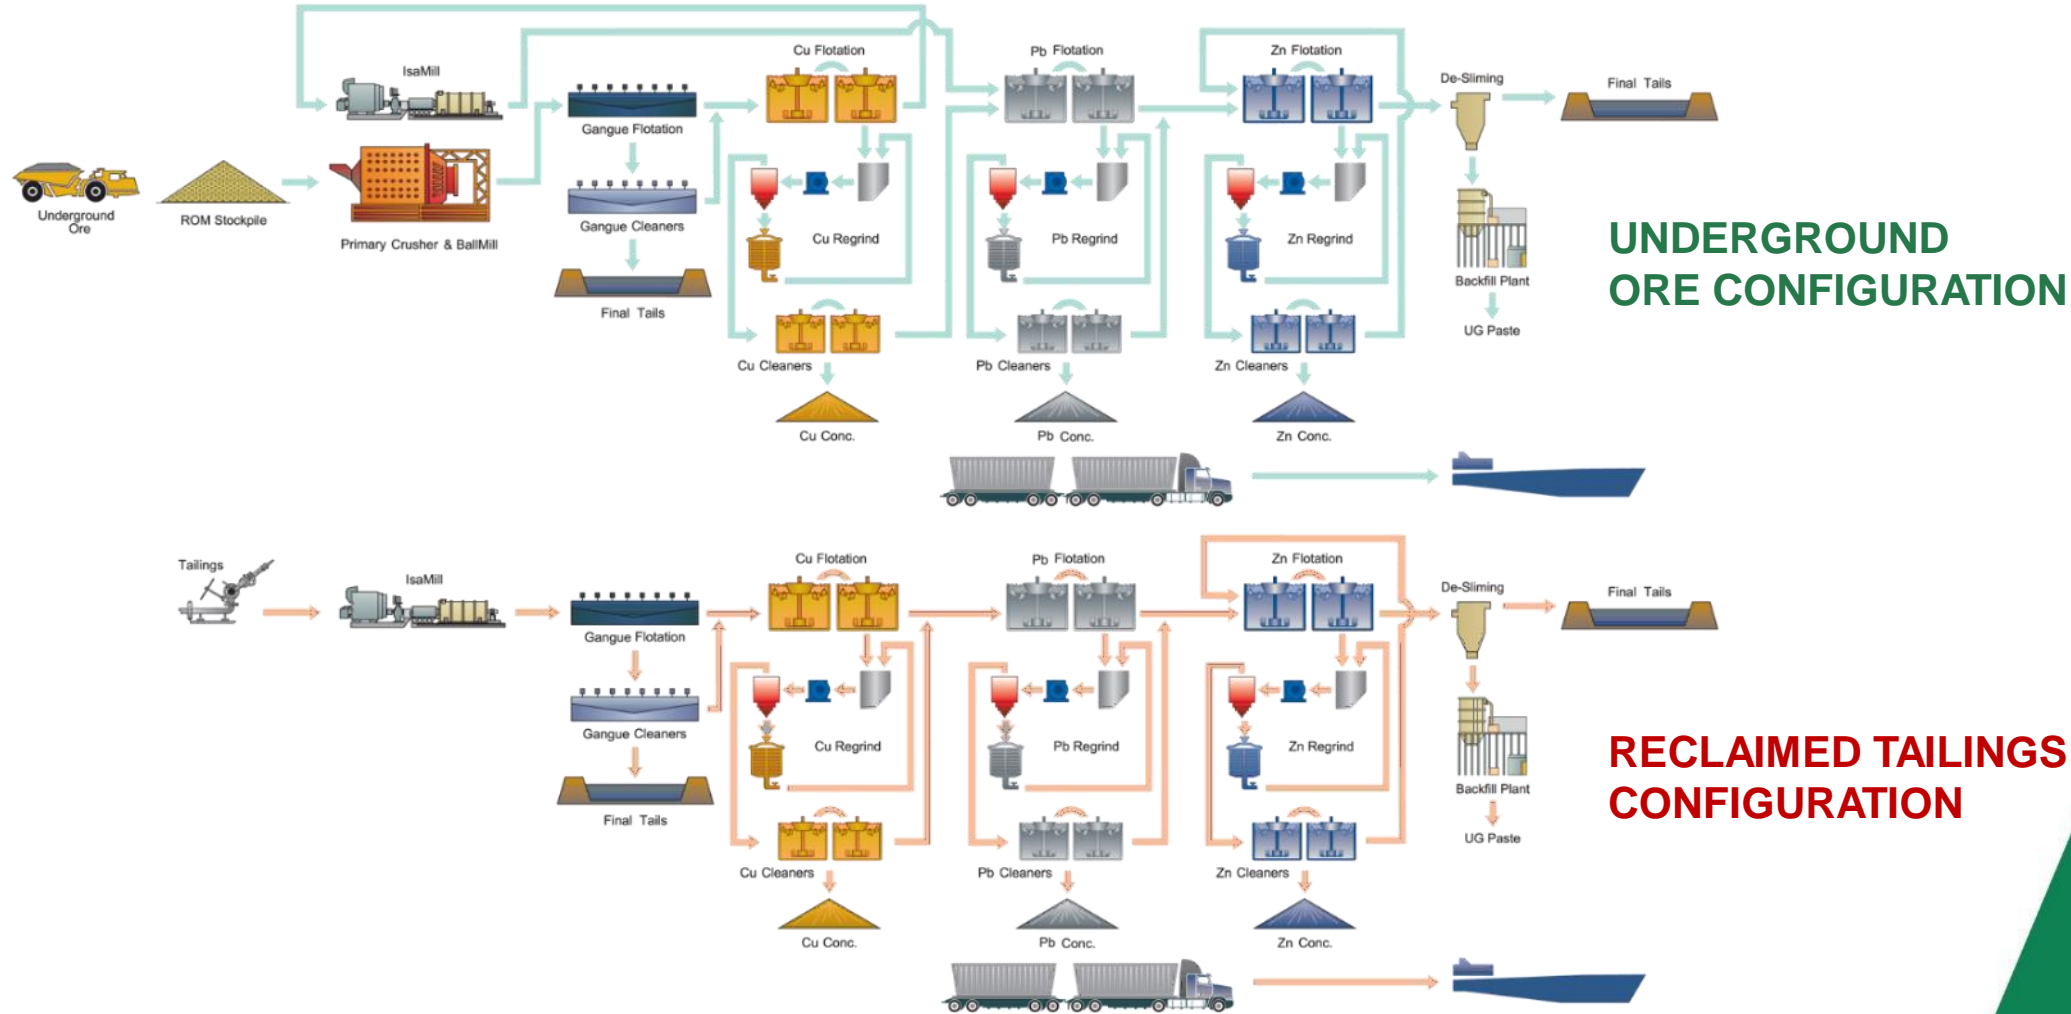 Cu Flotation
Pb Flotation
Zn Flotation
IsaMill
De-Sliming
Final Tails
Gangue Flotation
Underground
Ore
ROM Stockpile
Primary Crusher & BallMill
Gangue Cleaners
Cu Regrind
Pb Regrind
Zn Regrind
Backfill Plant
UNDERGROUND
ORE CONFIGURATION
Final Tails
UG Paste
Cu Cleaners
Pb Cleaners
Zn Cleaners
Cu Conc.
Pb Conc.
Zn Conc.
Tailings
IsaMill
Cu Flotation
Pb Flotation
Zn Flotation
De-Sliming
Final Tails
Gangue Flotation
Gangue Cleaners
Cu Regrind
Pb Regrind
Zn Regrind
Backfill Plant
RECLAIMED TAILINGS
CONFIGURATION
Final Tails
UG Paste
Cu Cleaners
Pb Cleaners
Zn Cleaners
Cu Conc.
Pb Conc.
Zn Conc.